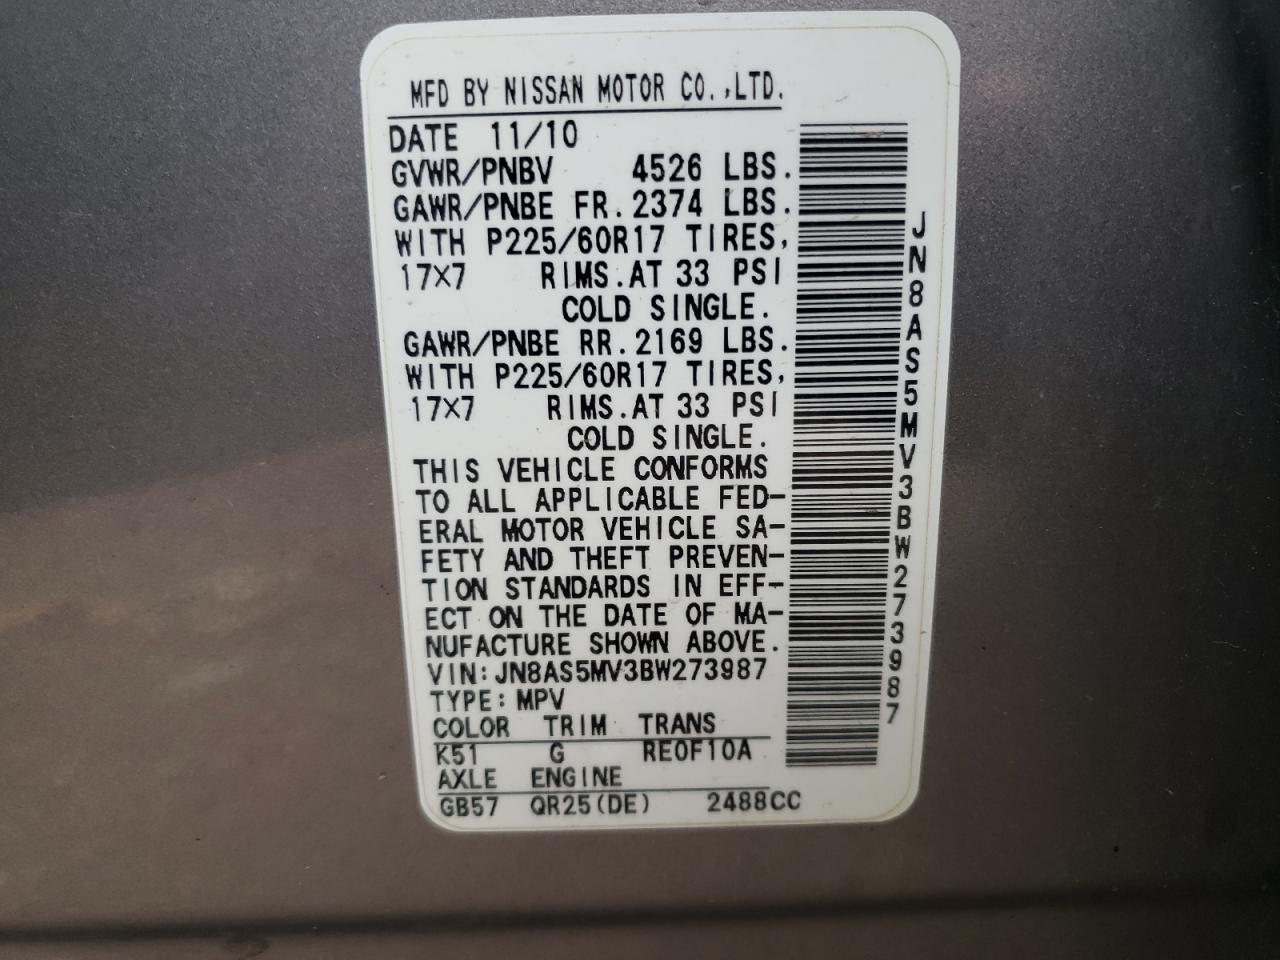 MFD BY NISSAN MOTOR CO.,LTD.
DATE 11/10
GVWR/PNBV 4526 LBS.
GAWR/PNBE FR.2374 LBS.
WITH P225/60R17 TIRES,
17X7 RIMS.AT 33 PSI
COLD SINGLE.
GAWR/PNBE RR.2169 LBS.
WITH P225/60R17 TIRES,
17X7 RIMS.AT 33 PSI
COLD SINGLE.
THIS VEHICLE CONFORMS
TO ALL APPLICABLE FED-
ERAL MOTOR VEHICLE SA-
FETY AND THEFT PREVEN-
TION STANDARDS IN EFF-
ECT ON THE DATE OF MA-
NUFACTURE SHOWN ABOVE.
VIN:JN8AS5MV3BW273987
TYPE:MPV
COLOR TRIM TRANS
K51 G RE0F10A
AXLE ENGINE
GB57 QR25(DE) 2488CC
JN8AS5MV3BW273987